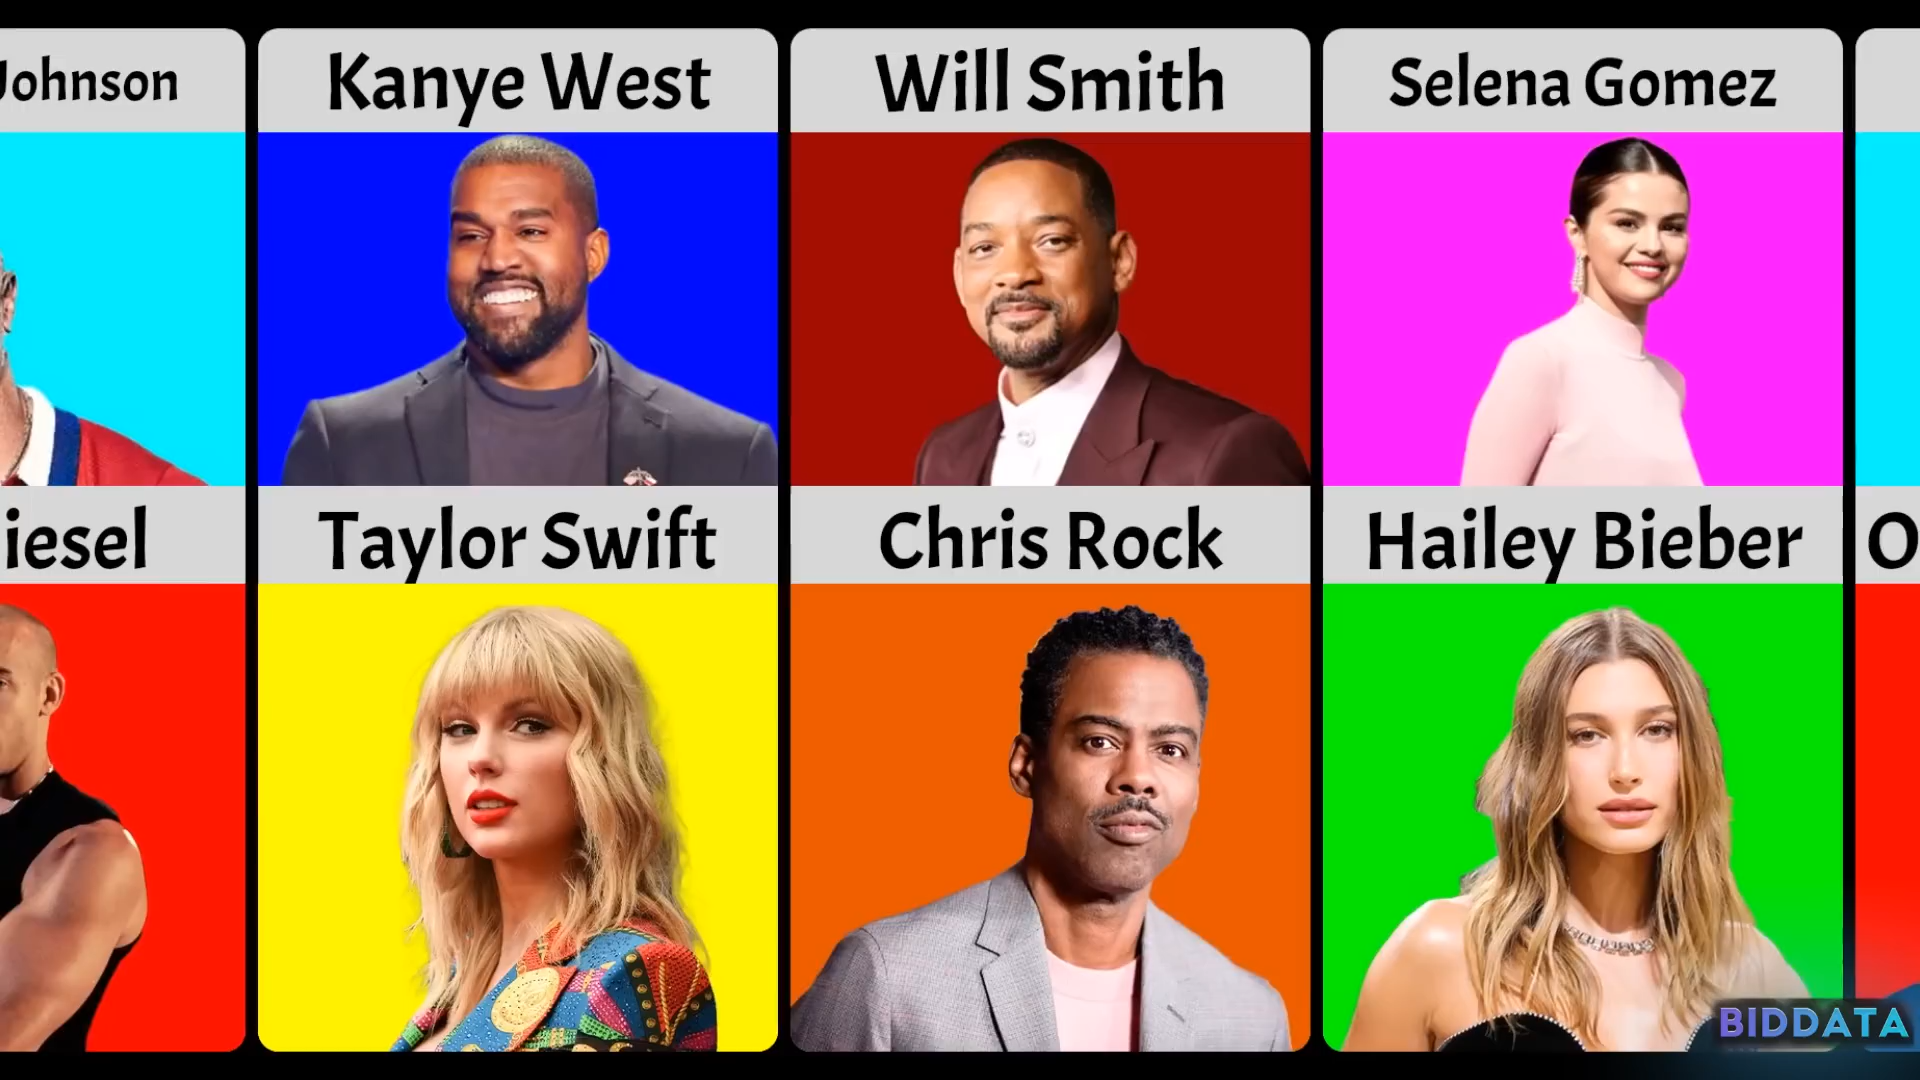 Johnson
Kanye West
Will Smith
Selena Gomez
iesel
Taylor Swift
Chris Rock
Hailey Bieber
O
BIDDATA